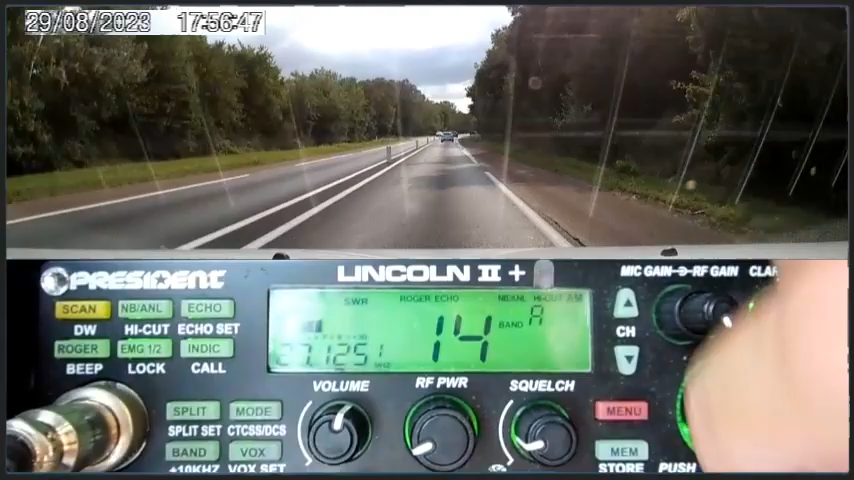 29/08/2023 17:56:47
PRESIDENT LINCOLN II + MIC GAIN RF GAIN CLAR
SCAN NB/ANL ECHO
DW HI-CUT ECHO SET
ROGER EMG 1/2 INDIC
BEEP LOCK CALL
SWR ROGER ECHO NB/ANL HI-CUT AM
14 BAND A
27.1251
CH
VOLUME RF PWR SQUELCH
SPLIT MODE
SPLIT SET CTCSS/DCS
BAND VOX
+10KHZ VOX SET
MENU
MEM
STORE PUSH